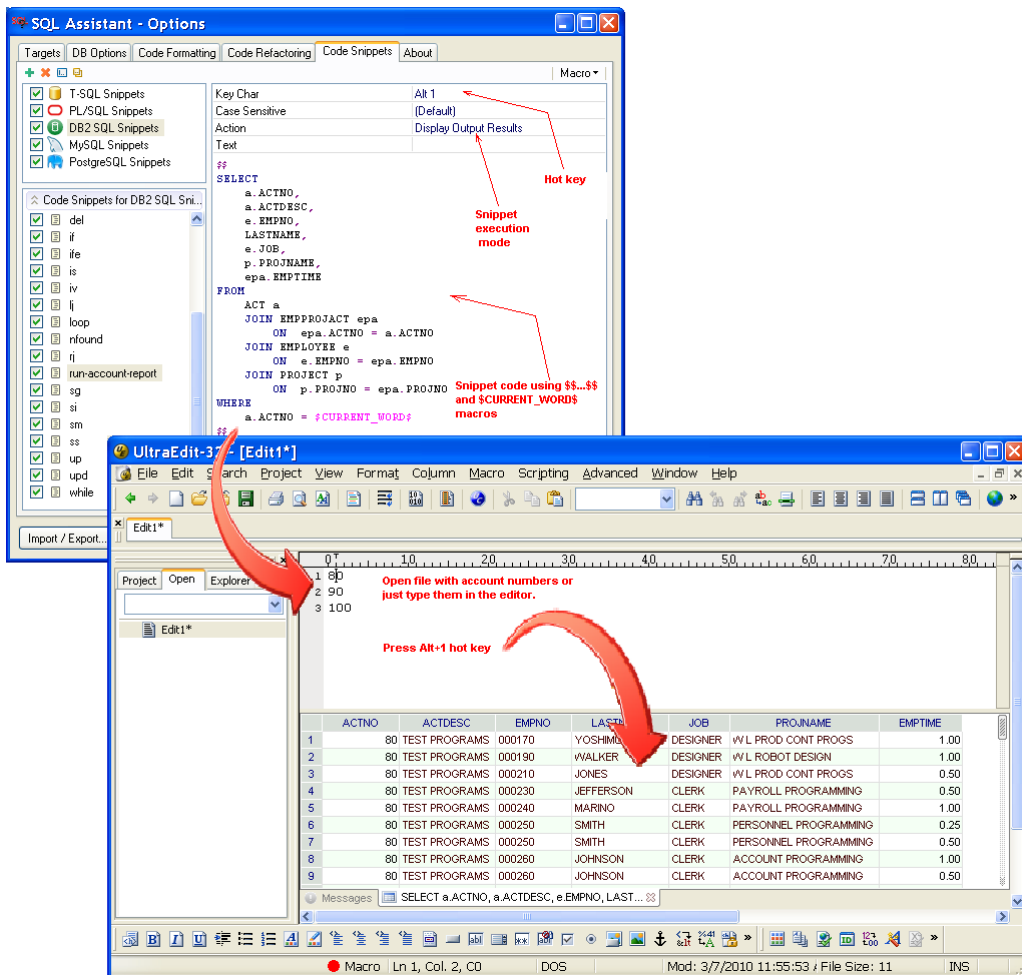 SQL Assistant - Options
Targets DB Options Code Formatting Code Refactoring Code Snippets About
Macro
T-SQL Snippets
PL/SQL Snippets
DB2 SQL Snippets
MySQL Snippets
PostgreSQL Snippets
Key Char Alt 1
Case Sensitive (Default)
Action Display Output Results
Text
Hot key
Snippet
execution
mode
$$
SELECT
a.ACTNO,
a.ACTDESC,
e.EMPNO,
LASTNAME,
e.JOB,
p.PROJNAME,
epa.EMPTIME
FROM
ACT a
JOIN EMPPROJACT epa
ON epa.ACTNO = a.ACTNO
JOIN EMPLOYEE e
ON e.EMPNO = epa.EMPNO
JOIN PROJECT p
ON p.PROJNO = epa.PROJNO
WHERE
a.ACTNO = $CURRENT_WORD$
$$
Snippet code using $$...$$
and $CURRENT_WORD$
macros
Code Snippets for DB2 SQL Sni...
del
if
ife
is
iv
lj
loop
nfound
rj
run-account-report
sg
si
sm
ss
up
upd
while
Import / Export...
UltraEdit-32 - [Edit1*]
File Edit Search Project View Format Column Macro Scripting Advanced Window Help
Edit1*
Project Open Explorer
Edit1*
0 10 20 30 40 50 60 70 80
1 80
2 90
3 100
Open file with account numbers or
just type them in the editor.
Press Alt+1 hot key
ACTNO ACTDESC EMPNO JOB PROJNAME EMPTIME
1 80 TEST PROGRAMS 000170 DESIGNER W L PROD CONT PROGS 1.00
2 80 TEST PROGRAMS 000190 WALKER DESIGNER W L ROBOT DESIGN 1.00
3 80 TEST PROGRAMS 000210 JONES DESIGNER W L PROD CONT PROGS 0.50
4 80 TEST PROGRAMS 000230 JEFFERSON CLERK PAYROLL PROGRAMMING 0.50
5 80 TEST PROGRAMS 000240 MARINO CLERK PAYROLL PROGRAMMING 1.00
6 80 TEST PROGRAMS 000250 SMITH CLERK PERSONNEL PROGRAMMING 0.25
7 80 TEST PROGRAMS 000250 SMITH CLERK PERSONNEL PROGRAMMING 0.50
8 80 TEST PROGRAMS 000260 JOHNSON CLERK ACCOUNT PROGRAMMING 1.00
9 80 TEST PROGRAMS 000260 JOHNSON CLERK ACCOUNT PROGRAMMING 0.50
Messages SELECT a.ACTNO, a.ACTDESC, e.EMPNO, LAST...
Macro Ln 1, Col. 2, C0 DOS Mod: 3/7/2010 11:55:53 File Size: 11 INS